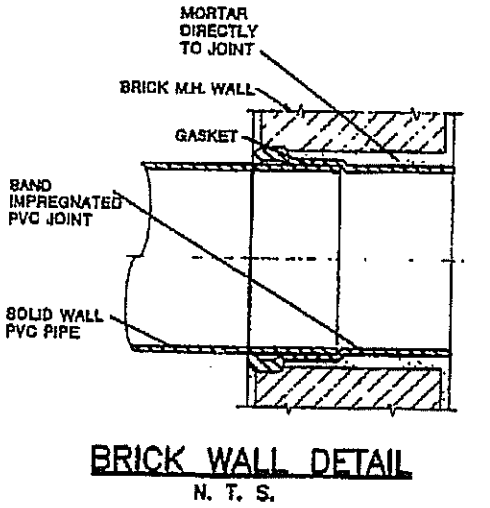 MORTAR
DIRECTLY
TO JOINT
BRICK M.H. WALL
GASKET
SAND
IMPREGNATED
PVC JOINT
SOLID WALL
PVC PIPE
BRICK WALL DETAIL
N. T. S.